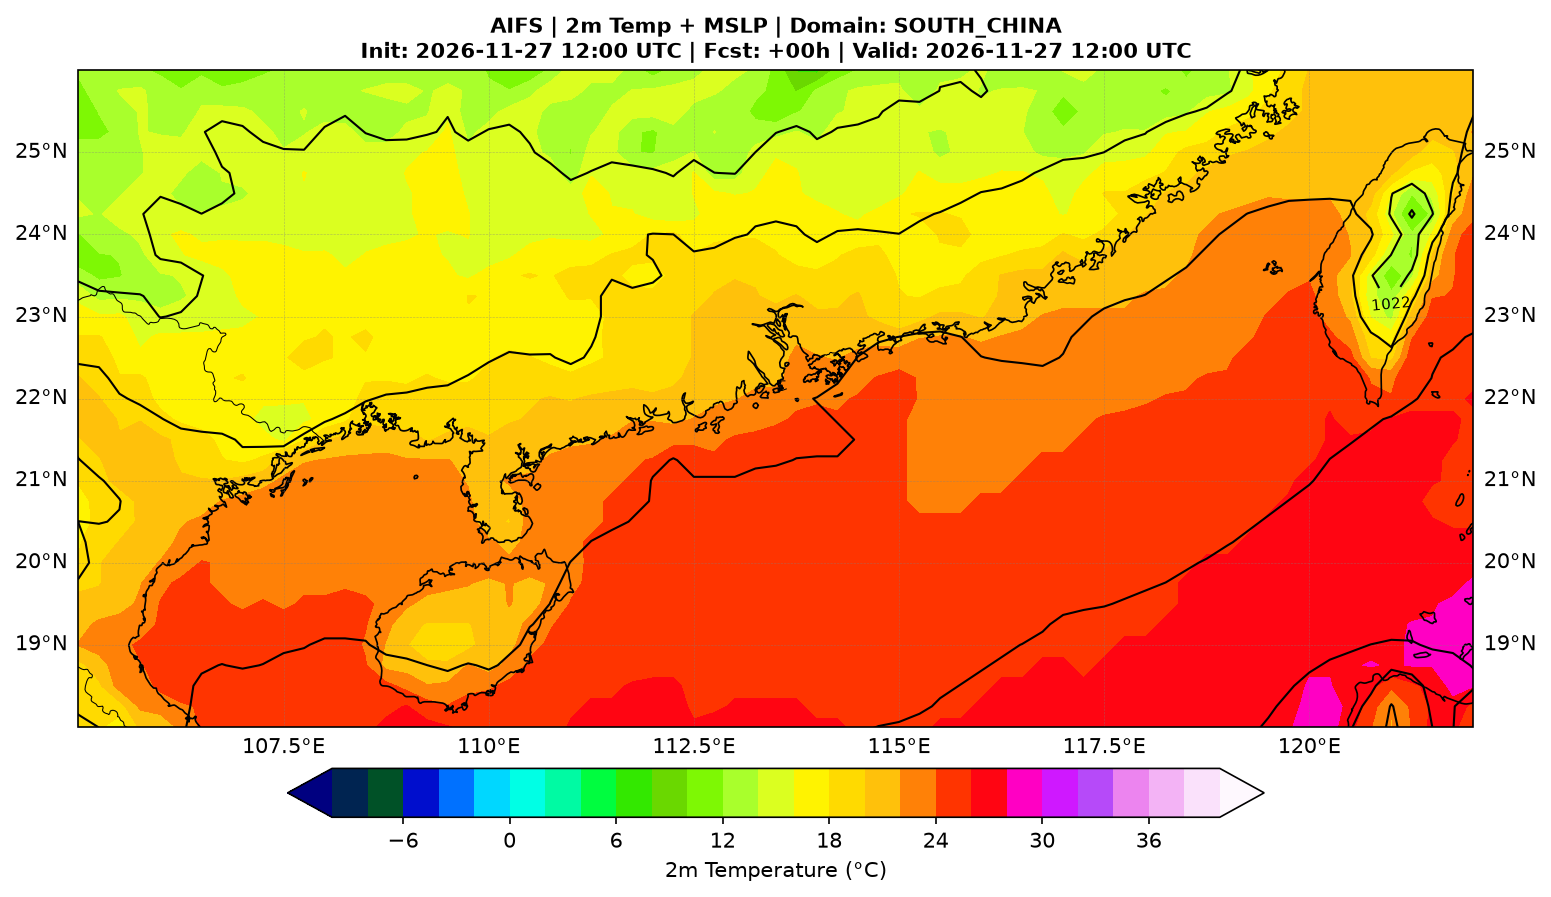 AIFS | 2m Temp + MSLP | Domain: SOUTH_CHINA
Init: 2026-11-27 12:00 UTC | Fcst: +00h | Valid: 2026-11-27 12:00 UTC
25°N 25°N
24°N 24°N
1022
23°N 23°N
22°N 22°N
21°N 21°N
20°N 20°N
19°N 19°N
107.5°E 110°E 112.5°E 115°E 117.5°E 120°E
−6 0 6 12 18 24 30 36
2m Temperature (°C)